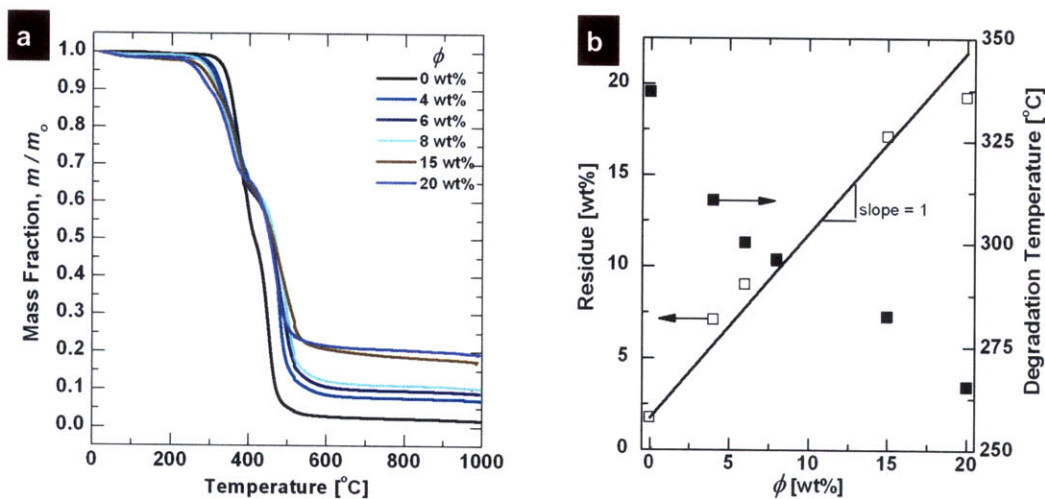 a
1.0
0.9
0.8
0.7
0.6
0.5
0.4
0.3
0.2
0.1
0.0
Mass Fraction, m / mₒ
0
200
400
600
800
1000
Temperature [°C]
ϕ
0 wt%
4 wt%
6 wt%
8 wt%
15 wt%
20 wt%
b
20
15
10
5
0
Residue [wt%]
350
325
300
275
250
Degradation Temperature [°C]
slope = 1
0
5
10
15
20
ϕ [wt%]